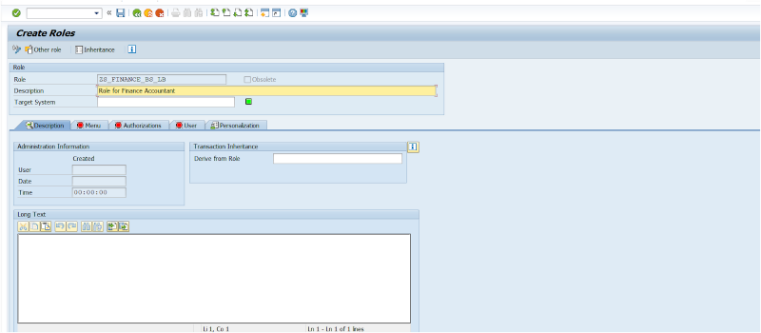 Create Roles
Other role Inheritance
Role
Role ZS_FINANCE_BS_LB Obsolete
Description Role for Finance Accountant
Target System
Description Menu Authorizations User Personalization
Administration Information Transaction Inheritance
Created Derive from Role
User
Date
Time 00:00:00
Long Text
Li 1, Co 1 Ln 1 - Ln 1 of 1 lines